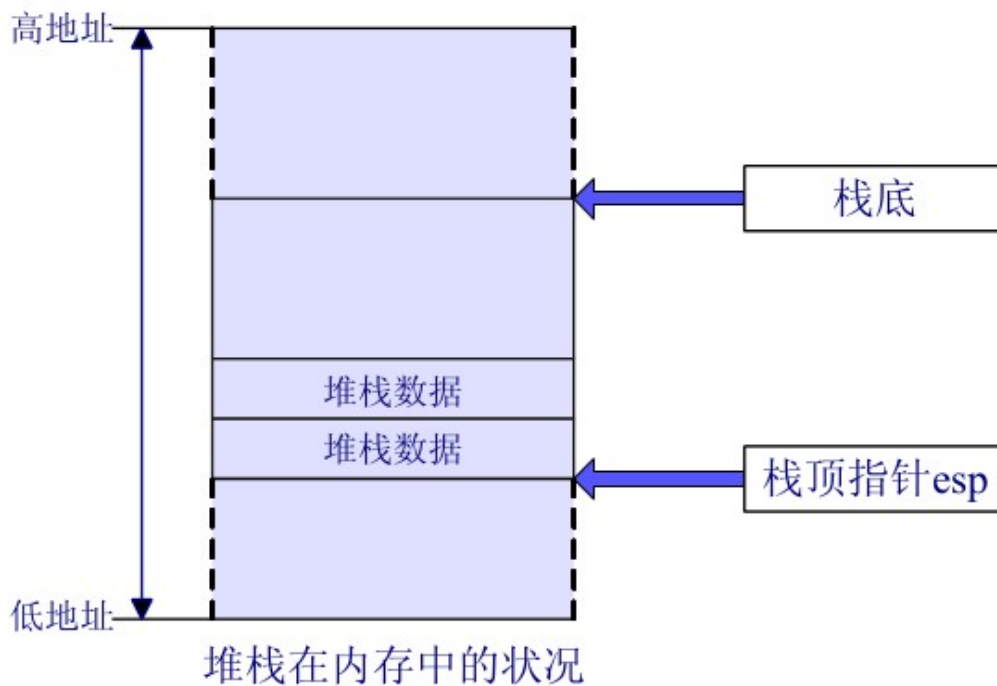 高地址
栈底
堆栈数据
堆栈数据
栈顶指针esp
低地址
堆栈在内存中的状况